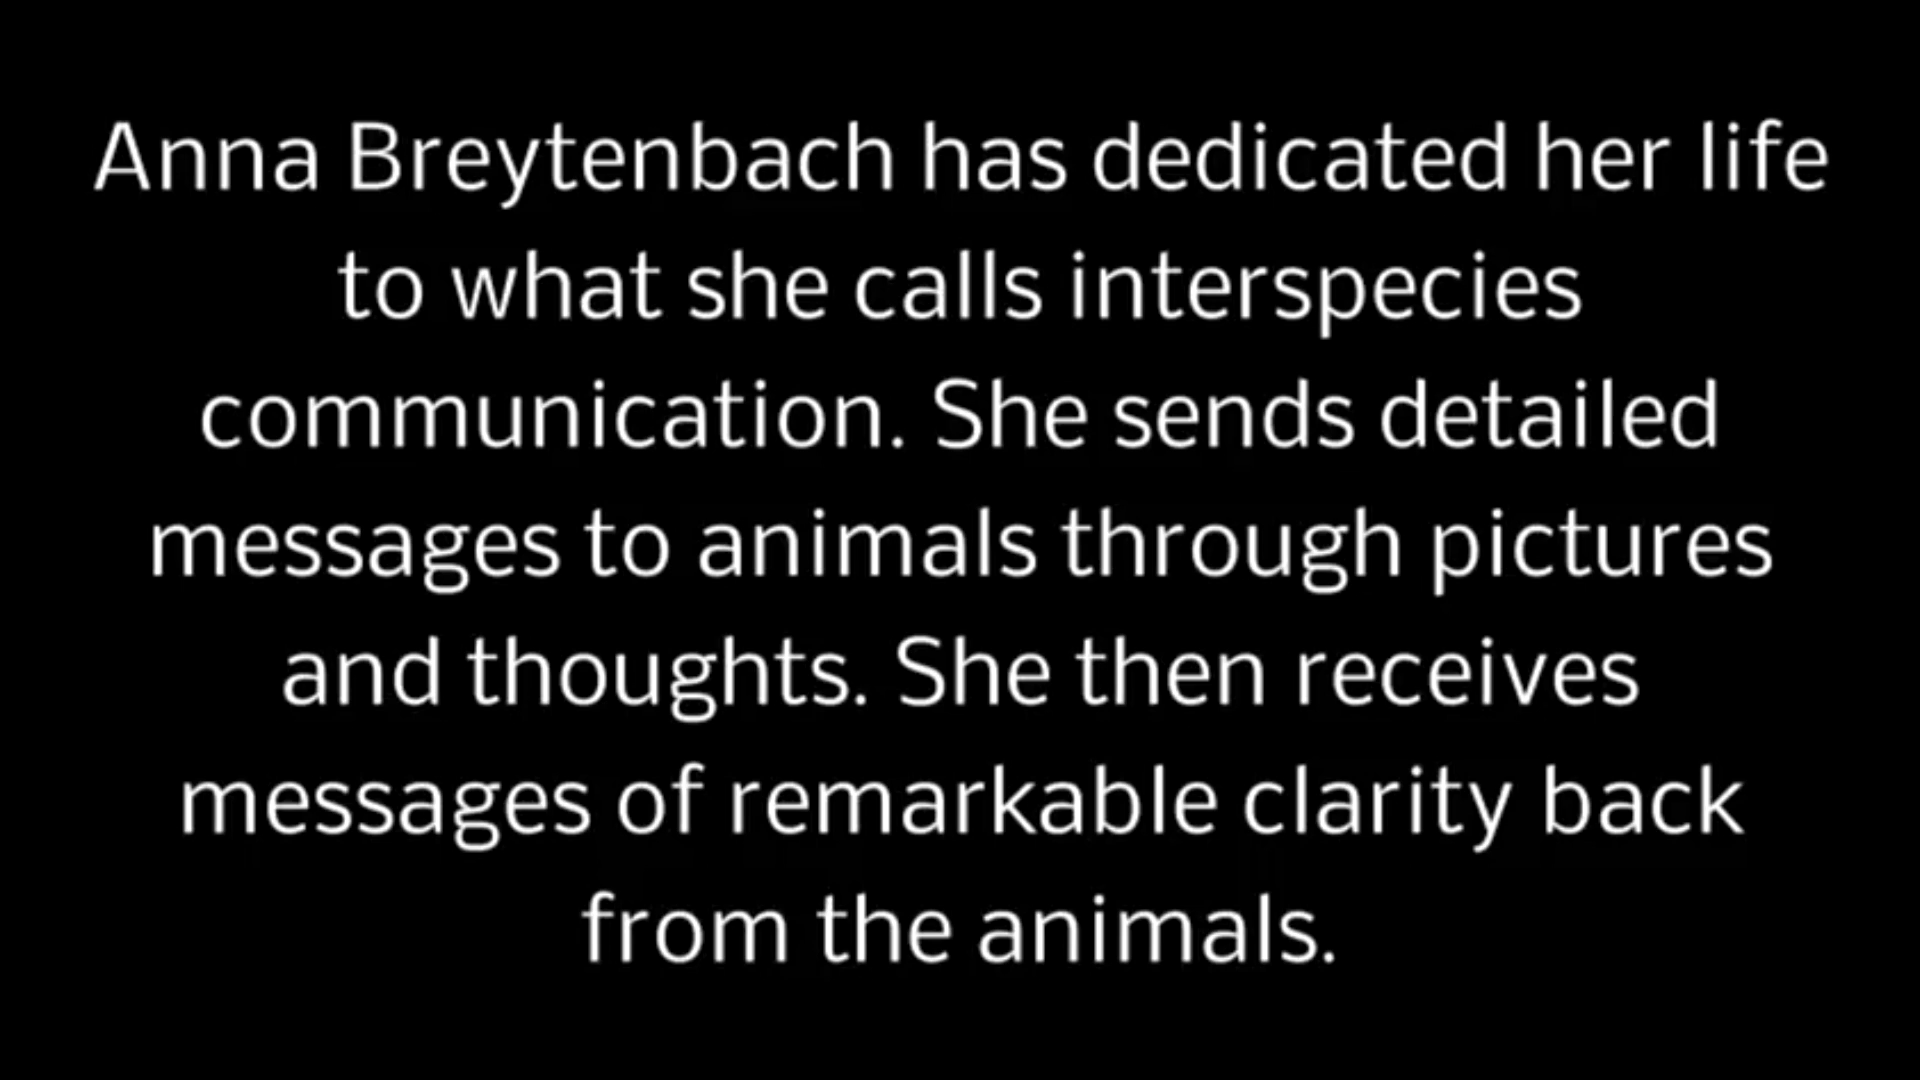 Anna Breytenbach has dedicated her life
to what she calls interspecies
communication. She sends detailed
messages to animals through pictures
and thoughts. She then receives
messages of remarkable clarity back
from the animals.